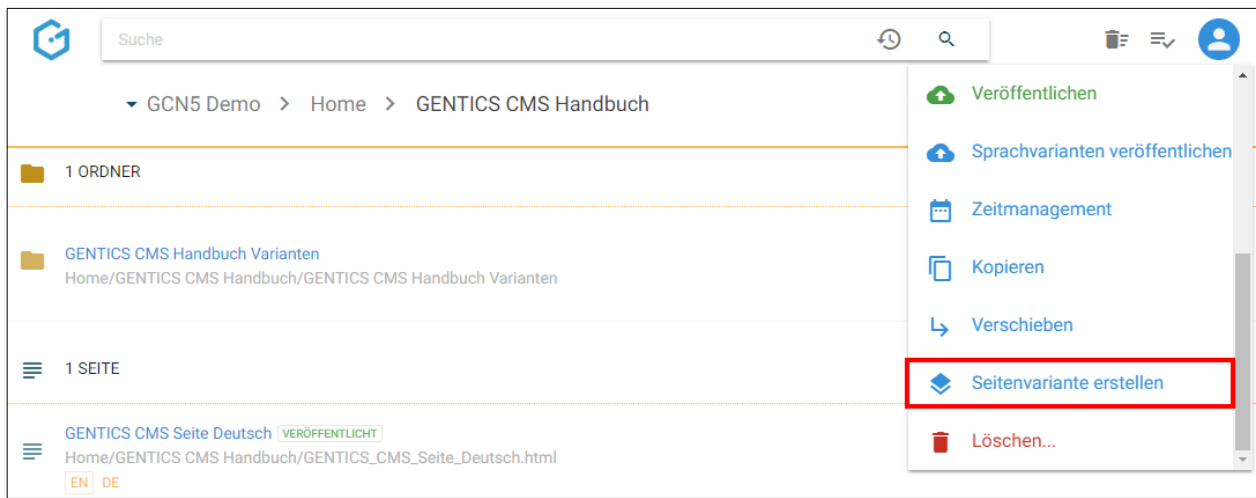 Suche
GCN5 Demo > Home > GENTICS CMS Handbuch
1 ORDNER
GENTICS CMS Handbuch Varianten
Home/GENTICS CMS Handbuch/GENTICS CMS Handbuch Varianten
1 SEITE
GENTICS CMS Seite Deutsch VERÖFFENTLICHT
Home/GENTICS CMS Handbuch/GENTICS_CMS_Seite_Deutsch.html
EN DE
Veröffentlichen
Sprachvarianten veröffentlichen
Zeitmanagement
Kopieren
Verschieben
Seitenvariante erstellen
Löschen...